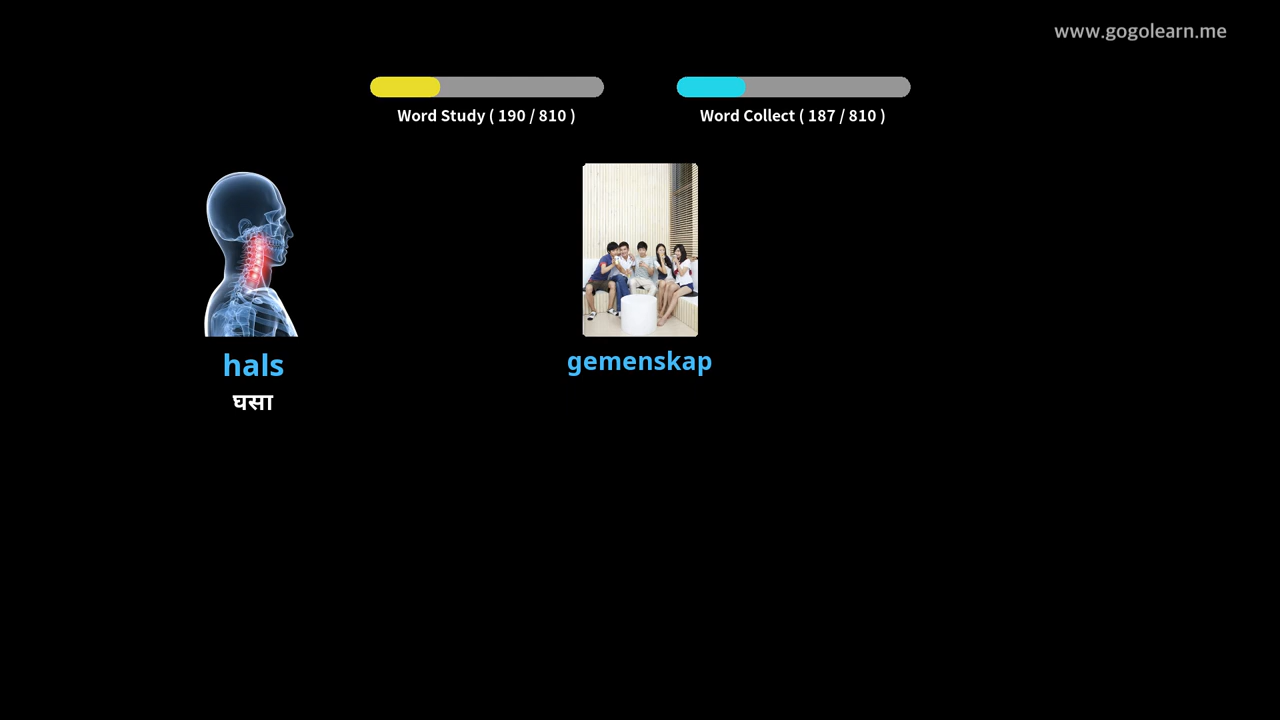 www.gogolearn.me
Word Study ( 190 / 810 )
Word Collect ( 187 / 810 )
hals
घसा
gemenskap